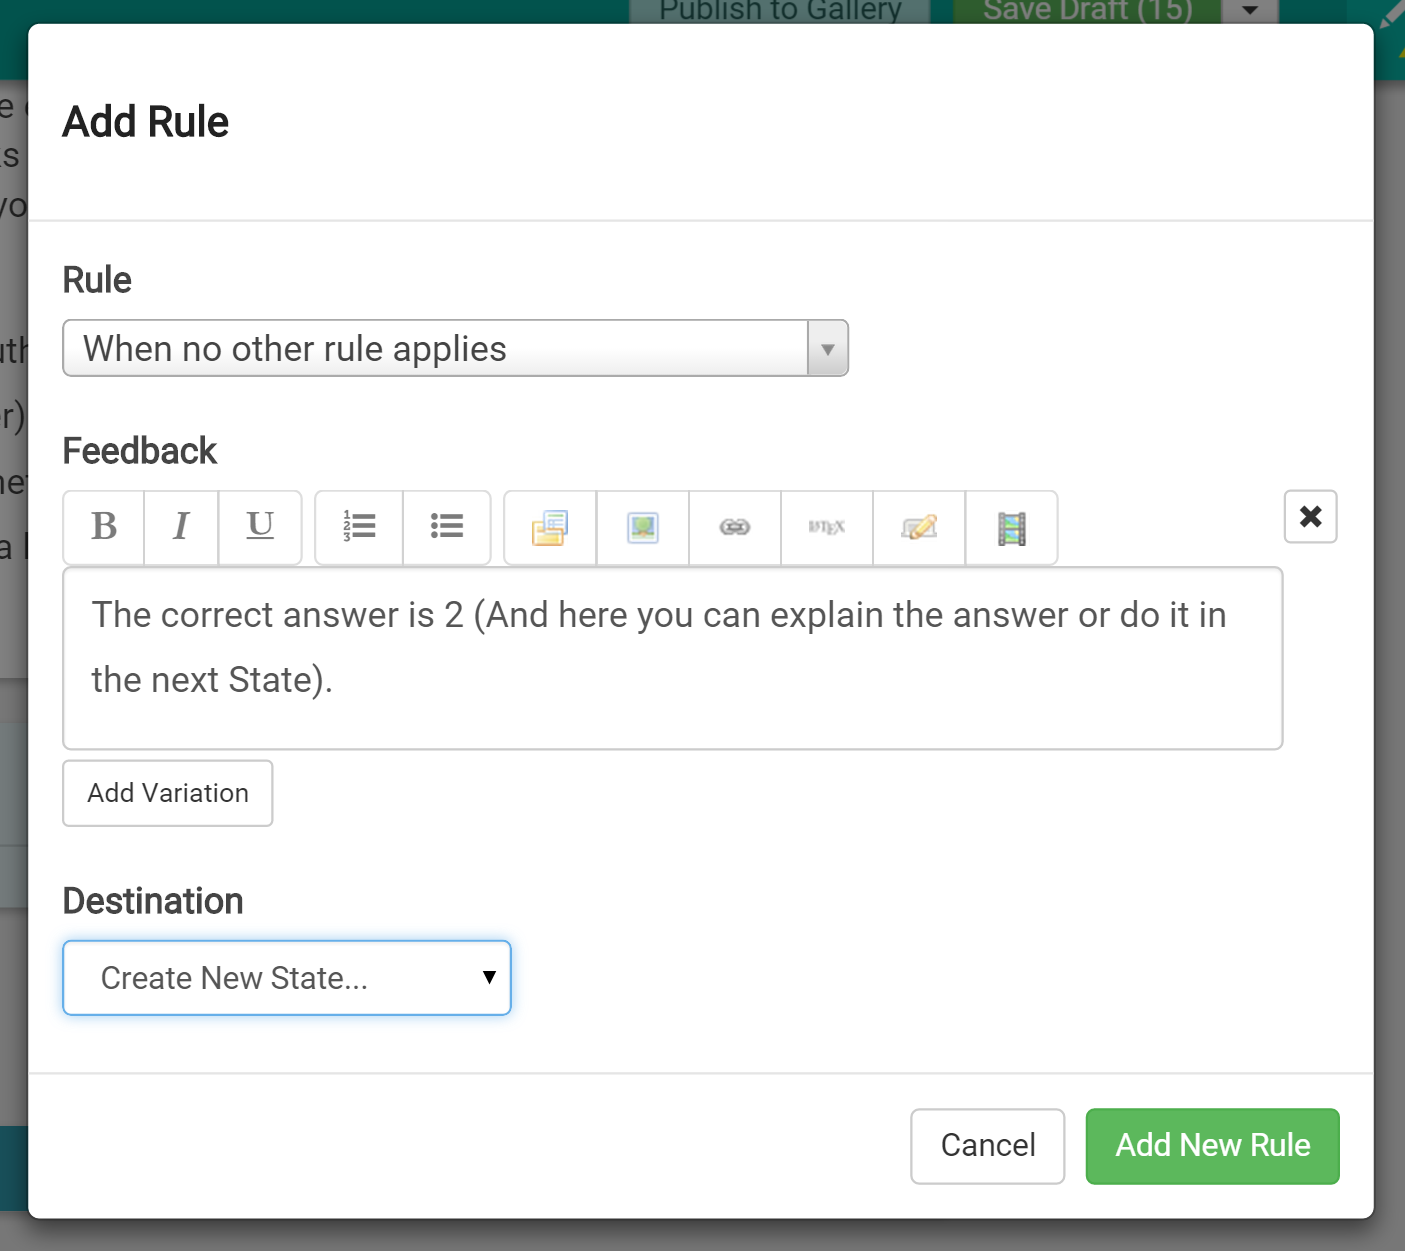 Publish to Gallery
Save Draft (15)
Add Rule
Rule
When no other rule applies
Feedback
B I U
LATEX
The correct answer is 2 (And here you can explain the answer or do it in
the next State).
Add Variation
Destination
Create New State...
Cancel
Add New Rule